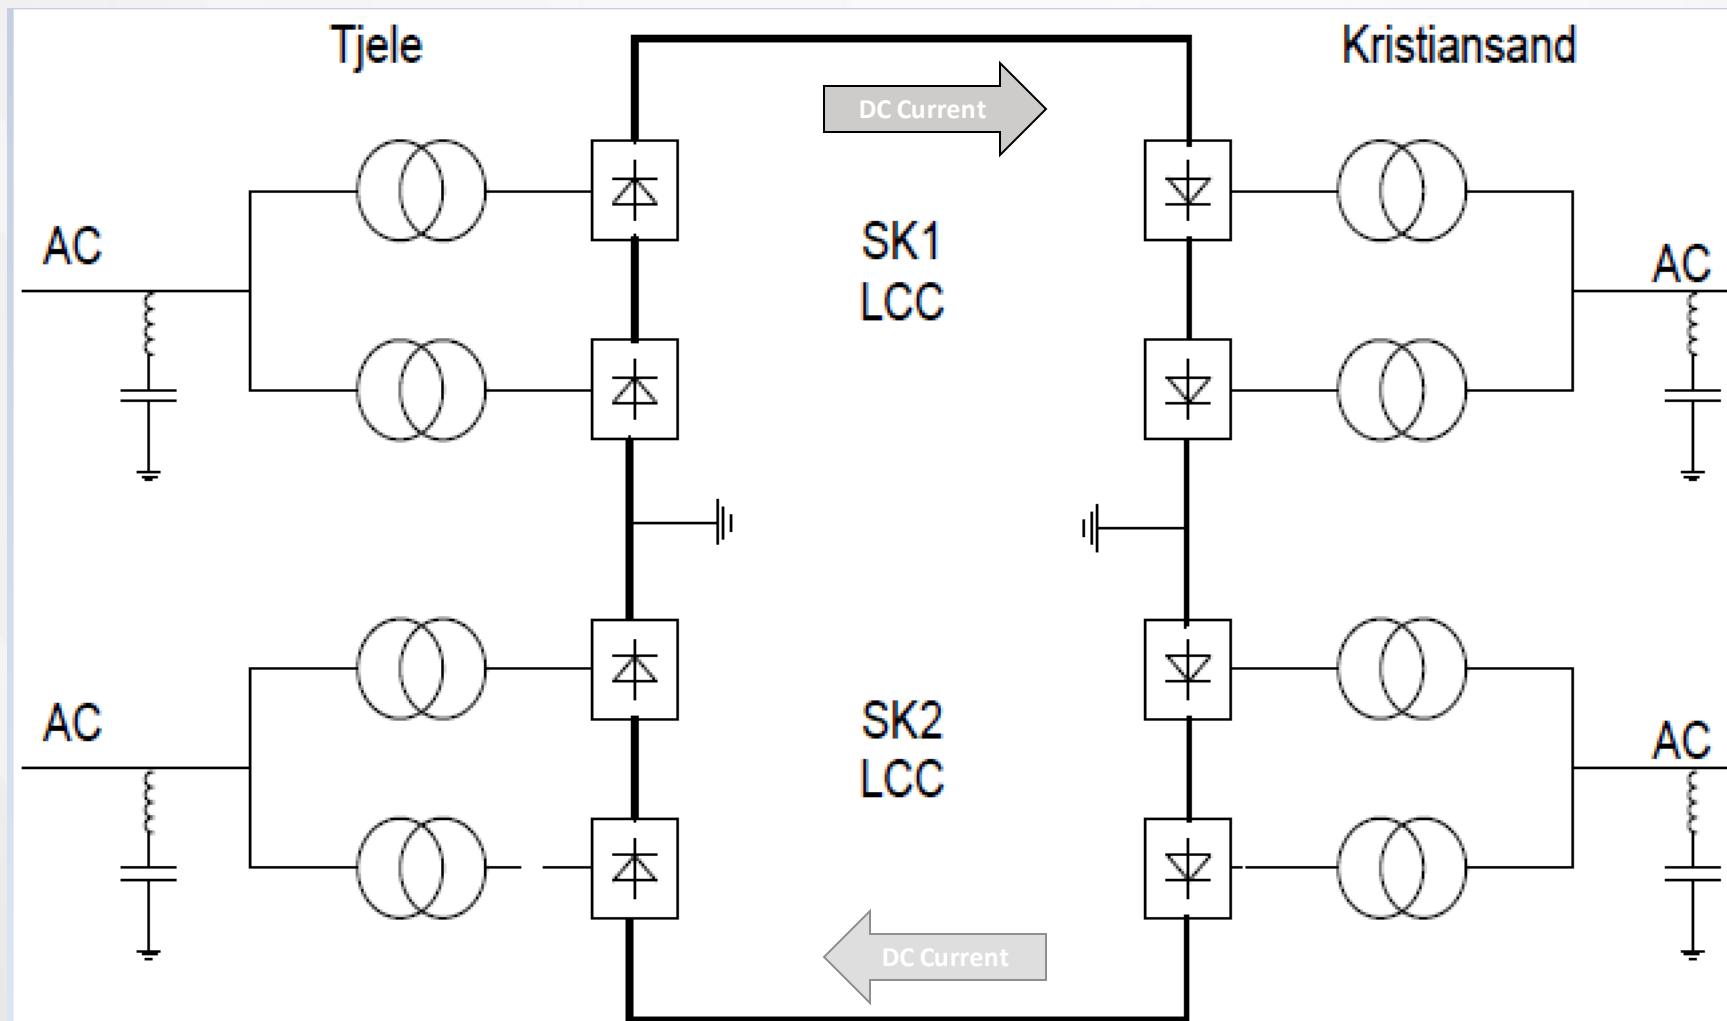 Tjele
Kristiansand
DC Current
AC
SK1
LCC
AC
AC
SK2
LCC
AC
DC Current